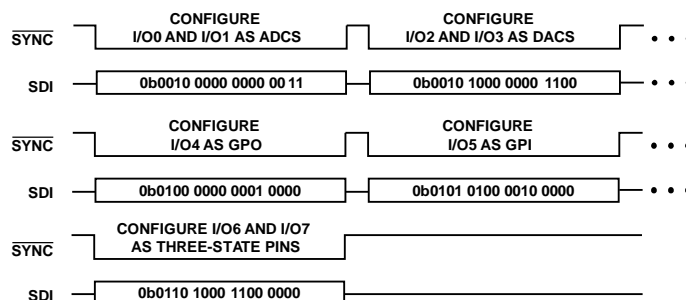 CONFIGURE
I/O0 AND I/O1 AS ADCS
CONFIGURE
I/O2 AND I/O3 AS DACS
SYNC
SDI
0b0010 0000 0000 0011
0b0010 1000 0000 1100
CONFIGURE
I/O4 AS GPO
CONFIGURE
I/O5 AS GPI
SYNC
SDI
0b0100 0000 0001 0000
0b0101 0100 0010 0000
CONFIGURE I/O6 AND I/O7
AS THREE-STATE PINS
SYNC
SDI
0b0110 1000 1100 0000